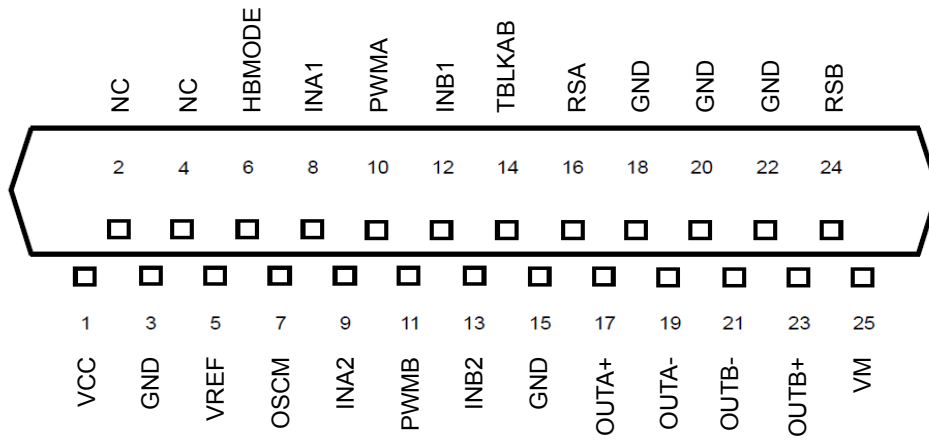 NC NC HBMODE INA1 PWMA INB1 TBLKAB RSA GND GND GND RSB
2 4 6 8 10 12 14 16 18 20 22 24
1 3 5 7 9 11 13 15 17 19 21 23 25
VCC GND VREF OSCM INA2 PWMB INB2 GND OUTA+ OUTA- OUTB- OUTB+ VM